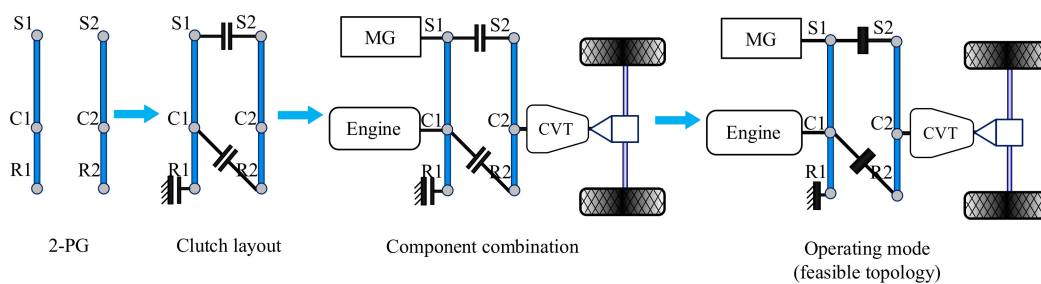 S1
S2
C1
C2
R1
R2
2-PG
S1
S2
C1
C2
R1
R2
Clutch layout
MG
S1
S2
Engine
C1
C2
CVT
R1
R2
Component combination
MG
S1
S2
Engine
C1
C2
CVT
R1
R2
Operating mode
(feasible topology)